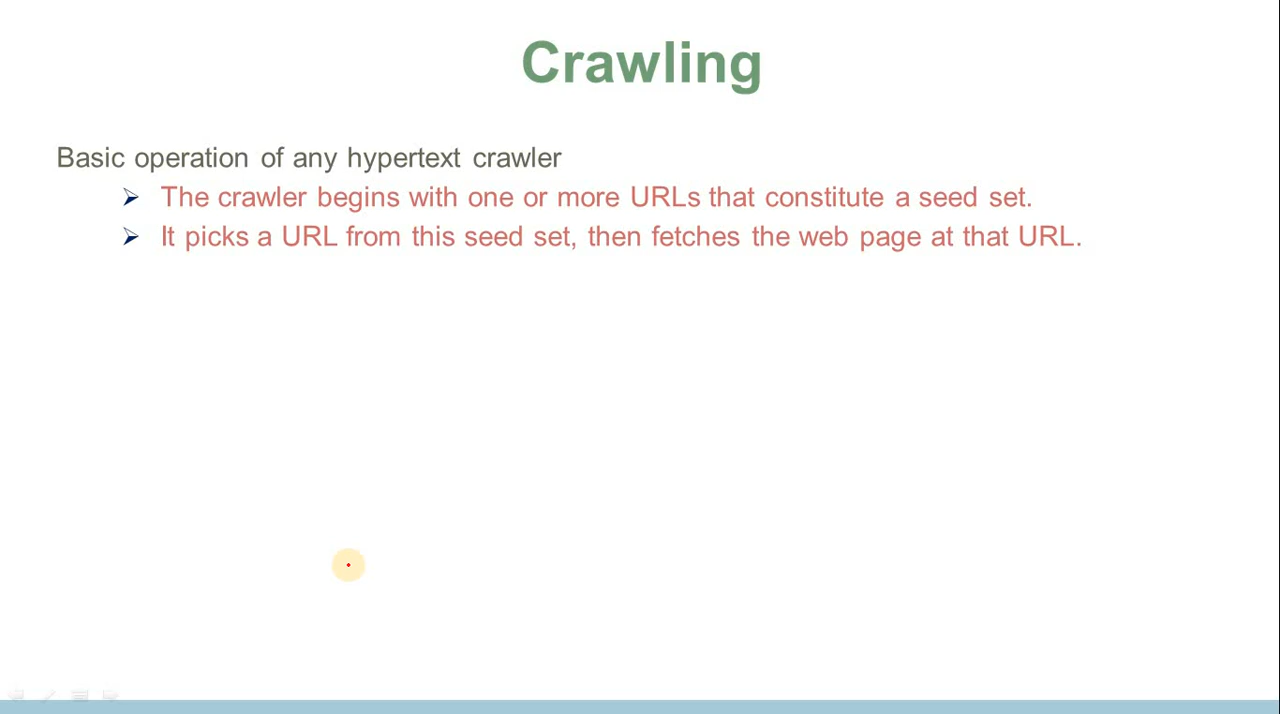 Crawling
Basic operation of any hypertext crawler
The crawler begins with one or more URLs that constitute a seed set.
It picks a URL from this seed set, then fetches the web page at that URL.